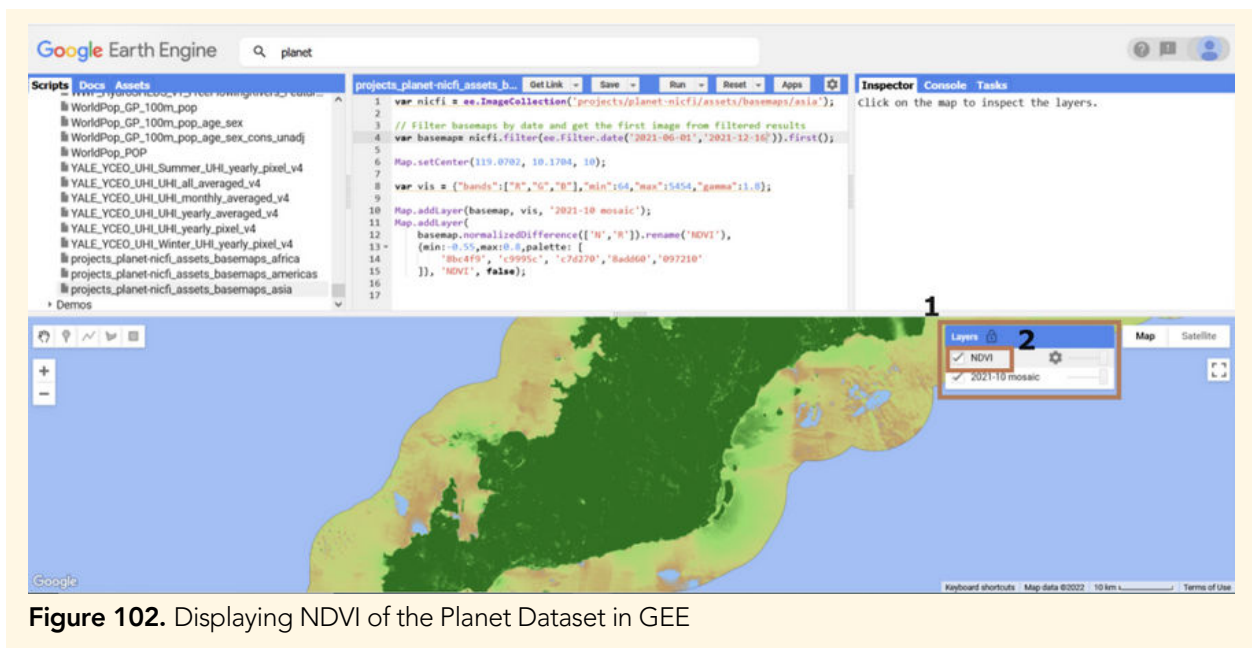 Google Earth Engine
planet
Scripts Docs Assets
WorldPop_GP_100m_pop
WorldPop_GP_100m_pop_age_sex
WorldPop_GP_100m_pop_age_sex_cons_unadj
WorldPop_POP
YALE_YCEO_UHI_Summer_UHI_yearly_pixel_v4
YALE_YCEO_UHI_UHI_all_averaged_v4
YALE_YCEO_UHI_UHI_monthly_averaged_v4
YALE_YCEO_UHI_UHI_yearly_averaged_v4
YALE_YCEO_UHI_UHI_yearly_pixel_v4
YALE_YCEO_UHI_Winter_UHI_yearly_pixel_v4
projects_planet-nicfi_assets_basemaps_africa
projects_planet-nicfi_assets_basemaps_americas
projects_planet-nicfi_assets_basemaps_asia
Demos
projects_planet-nicfi_assets_b... Get Link Save Run Reset Apps
1 var nicfi = ee.ImageCollection('projects/planet-nicfi/assets/basemaps/asia');
2
3 // Filter basemaps by date and get the first image from filtered results
4 var basemap= nicfi.filter(ee.Filter.date('2021-06-01','2021-12-16')).first();
5
6 Map.setCenter(119.0702, 10.1704, 10);
7
8 var vis = {"bands":["R","G","B"],"min":64,"max":5454,"gamma":1.8};
9
10 Map.addLayer(basemap, vis, '2021-10 mosaic');
11 Map.addLayer(
12 basemap.normalizedDifference(['N','R']).rename('NDVI'),
13 {min:-0.55,max:0.8,palette: [
14 '8bc4f9', 'c9995c', 'c7d270','8add60','097210'
15 ]}, 'NDVI', false);
16
17
Inspector Console Tasks
Click on the map to inspect the layers.
1
Layers 2
NDVI
2021-10 mosaic
Map Satellite
+
−
Google
Keyboard shortcuts Map data ©2022 10 km Terms of Use
Figure 102. Displaying NDVI of the Planet Dataset in GEE